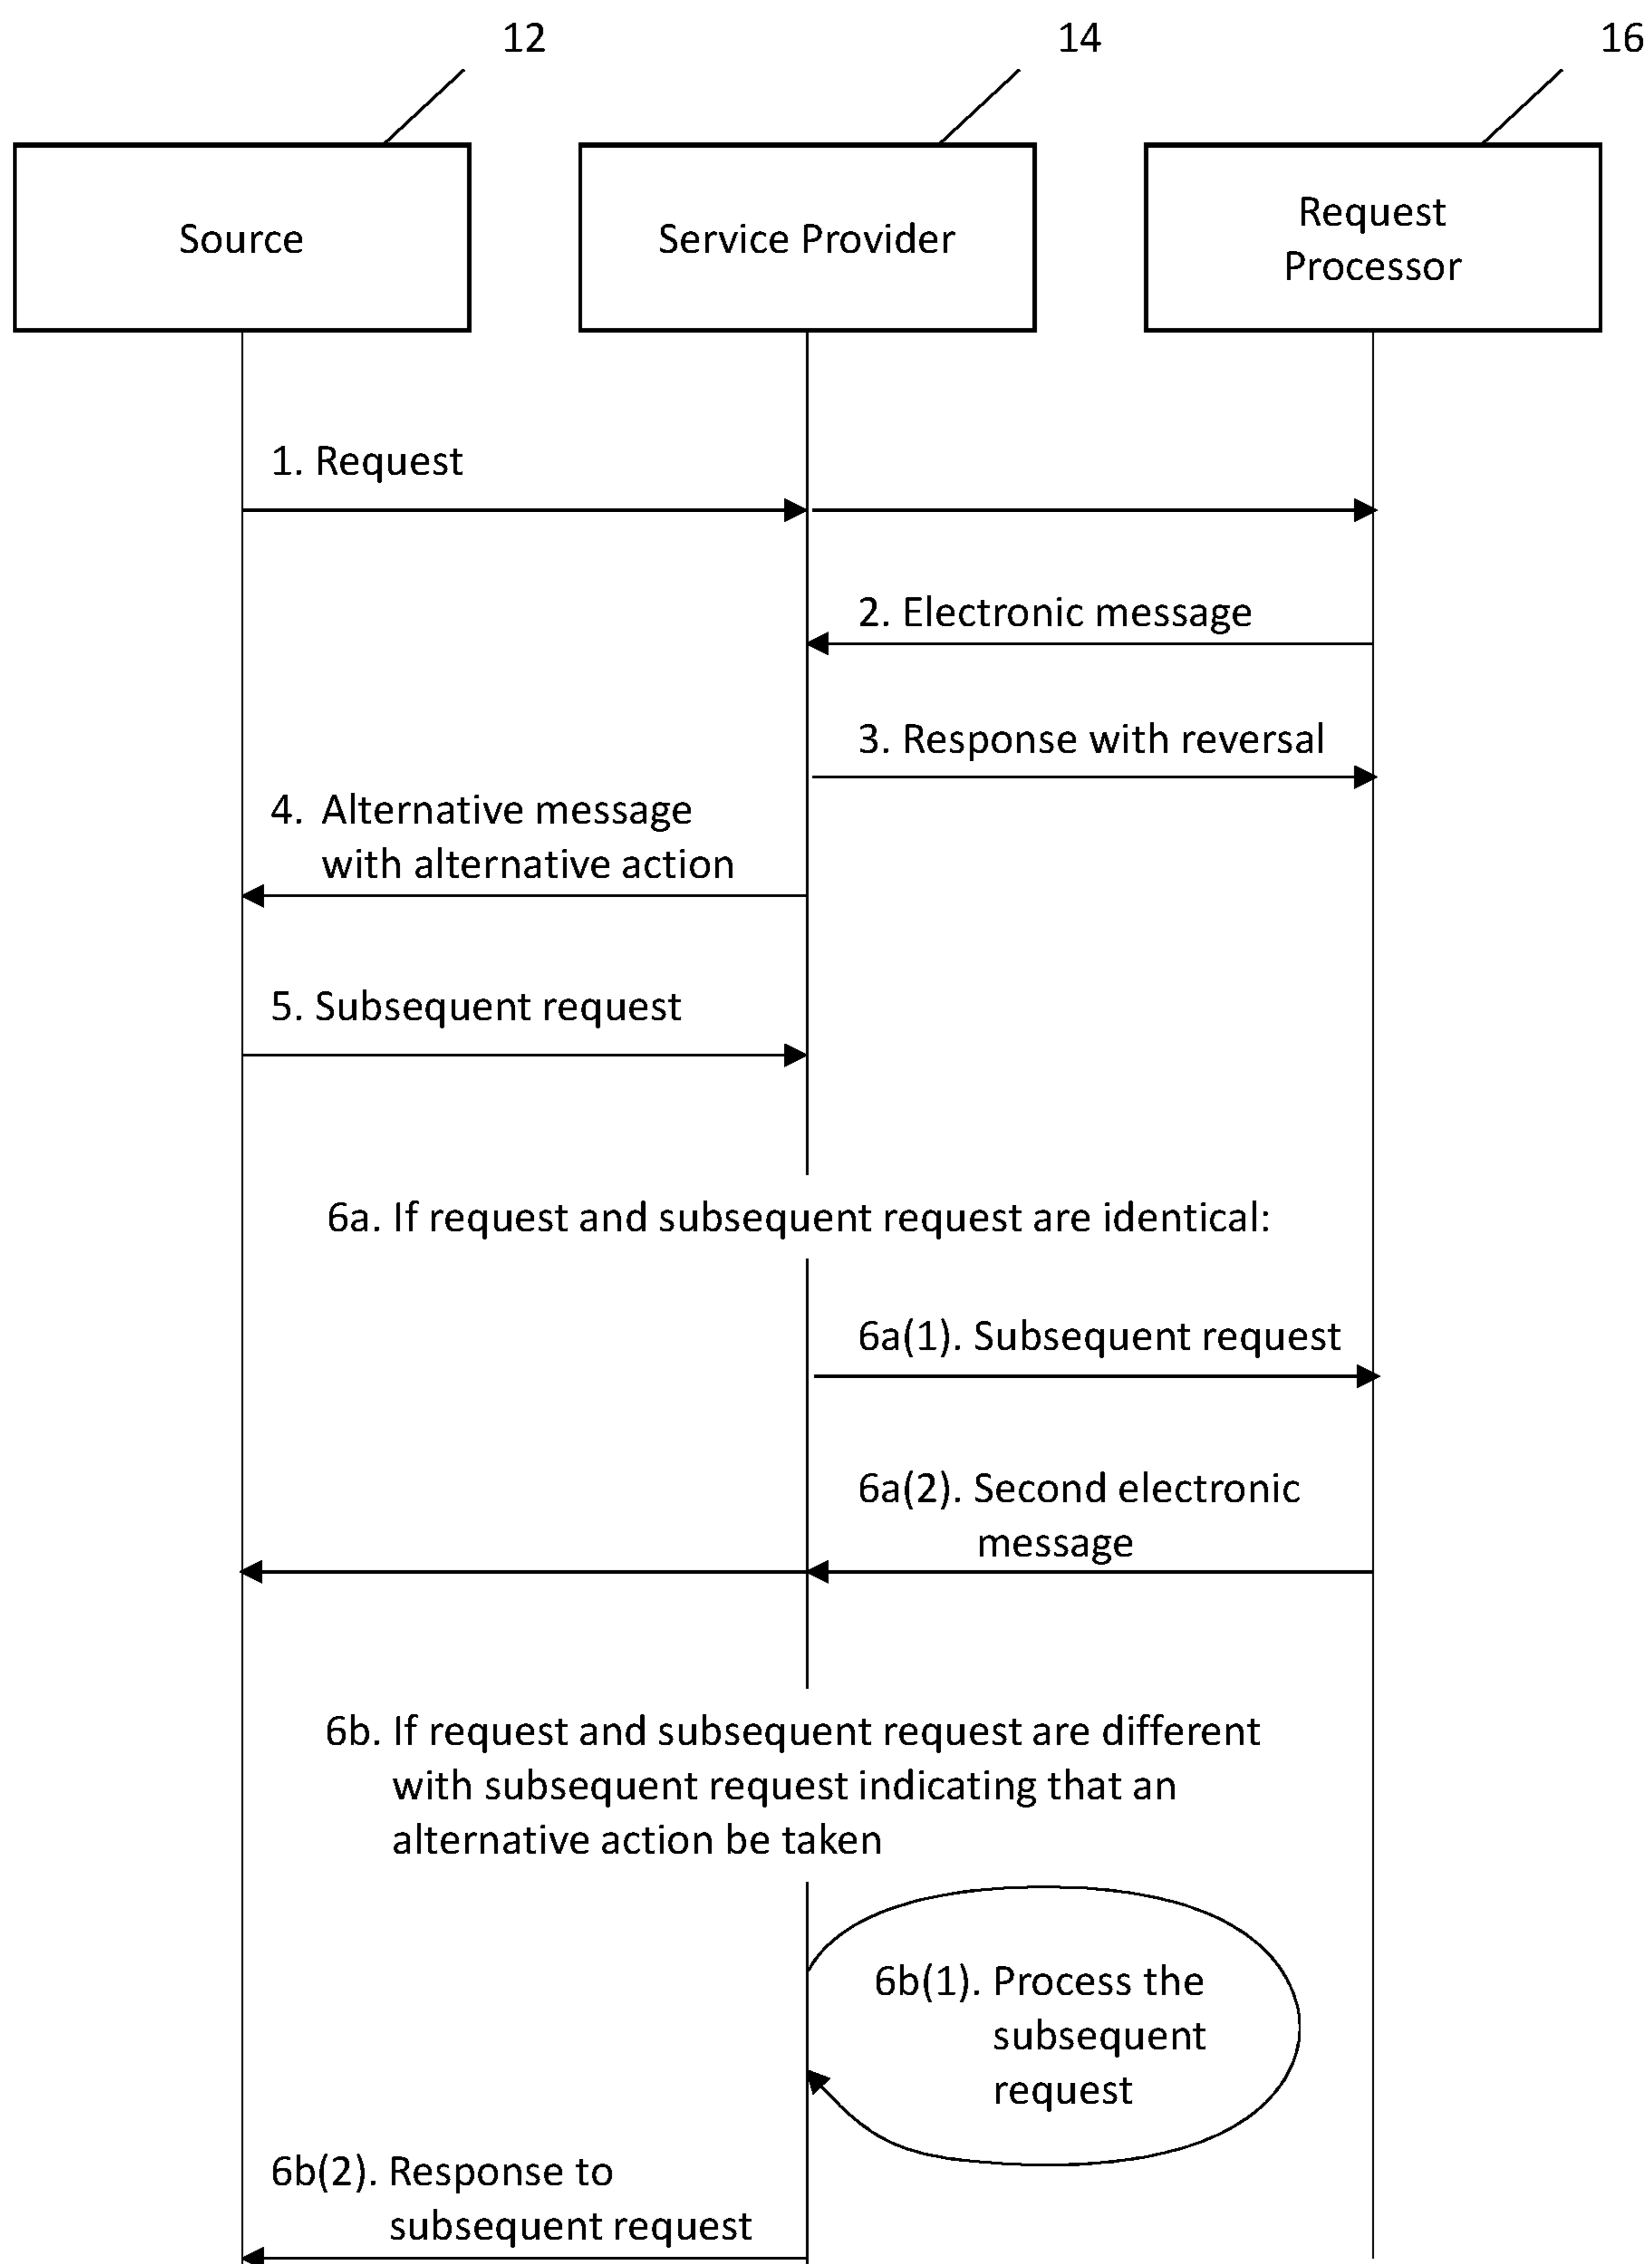 12
14
16
Source
Service Provider
Request
Processor
1. Request
2. Electronic message
3. Response with reversal
4. Alternative message
with alternative action
5. Subsequent request
6a. If request and subsequent request are identical:
6a(1). Subsequent request
6a(2). Second electronic
message
6b. If request and subsequent request are different
with subsequent request indicating that an
alternative action be taken
6b(1). Process the
subsequent
request
6b(2). Response to
subsequent request